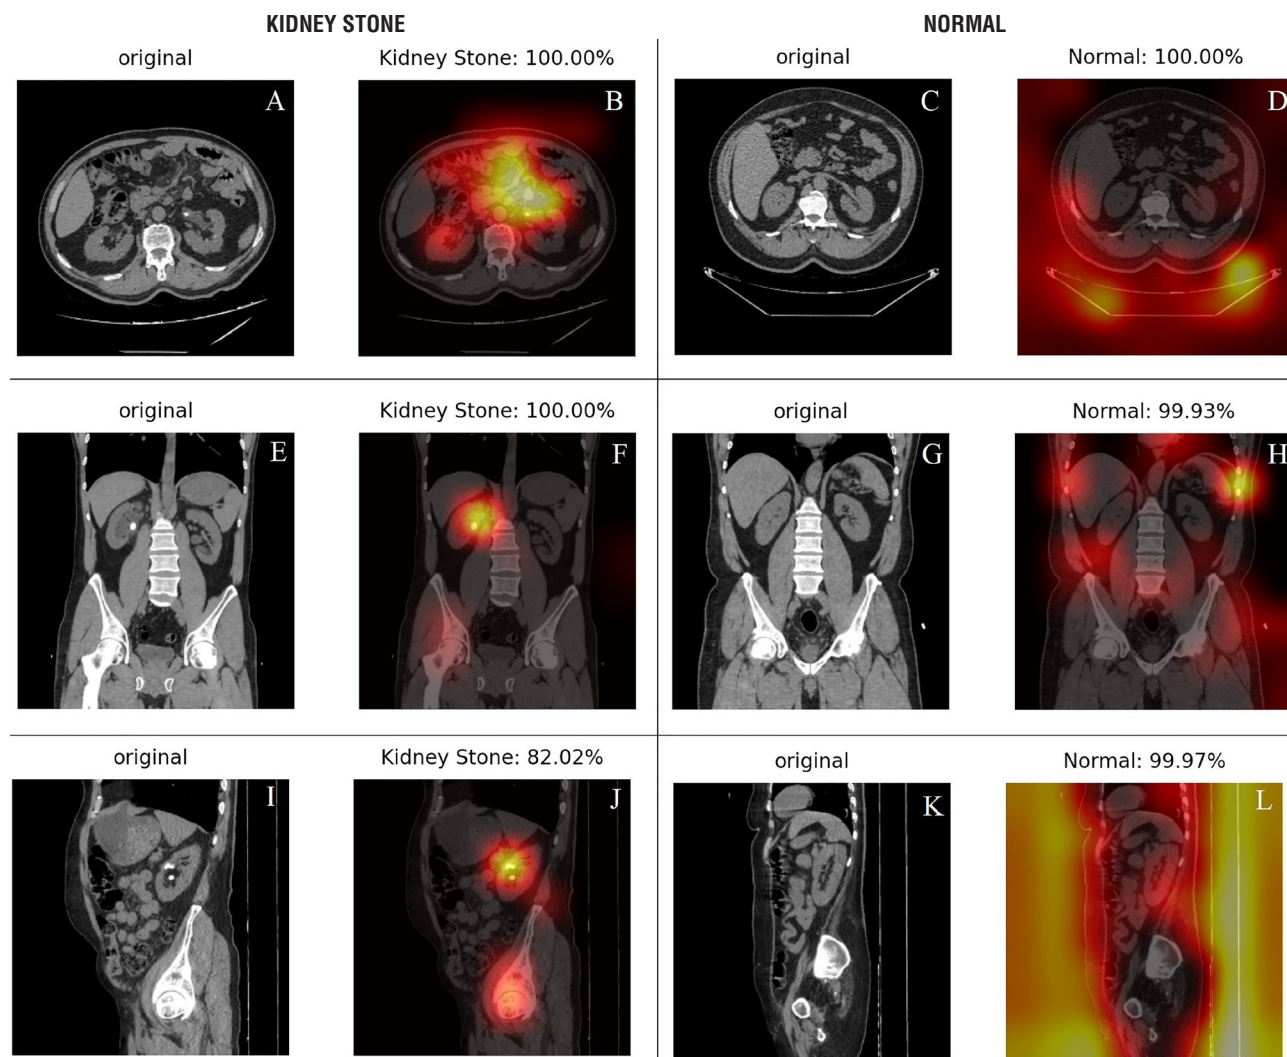 KIDNEY STONE
NORMAL
original
Kidney Stone: 100.00%
original
Normal: 100.00%
A
B
C
D
original
Kidney Stone: 100.00%
original
Normal: 99.93%
E
F
G
H
original
Kidney Stone: 82.02%
original
Normal: 99.97%
I
J
K
L